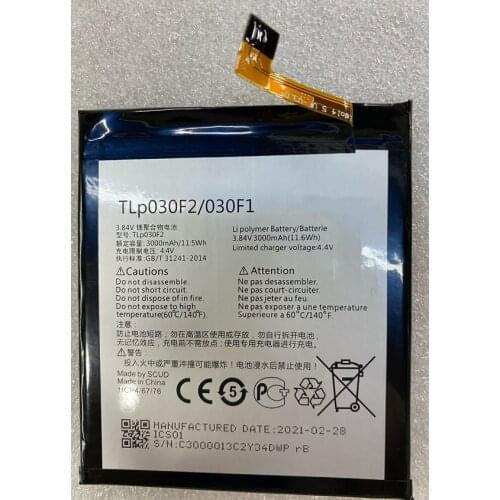 TLp030F2/030F1
3.84V 锂聚合物电池
型号: TLp030F2
额定容量: 3000mAh/11.5Wh
充电限制电压: 4.4V
执行标准: GB/T 31241-2014
Li polymer Battery/Batterie
3.84V 3000mAh(11.6Wh)
Limited charger voltage:4.4V
⚠Cautions
Do not disassemble.
Do not short circuit.
Do not dispose of in fire.
Do not expose to high
temperature(60℃/140℉).
⚠Attention
Ne pas desassembler.
Ne pas court-circuiter.
Ne pas jeter au feu.
Ne pas exposer a temperature
Superieure a 60℃/140℉.
注意:
防止电池短路, 勿在高温区使用或存放, 勿自行拆装! 本电池
无记忆效应, 充电前不需放去: 使用专用充电器进行充电.
警告:
投入火中或严重冲撞可能爆炸! 电池浸水后禁用!
Made by SCUD
Made in China
5
MANUFACTURED DATE:2021-02-28
ICS01
S/N:C3000013C2Y34DWP rB